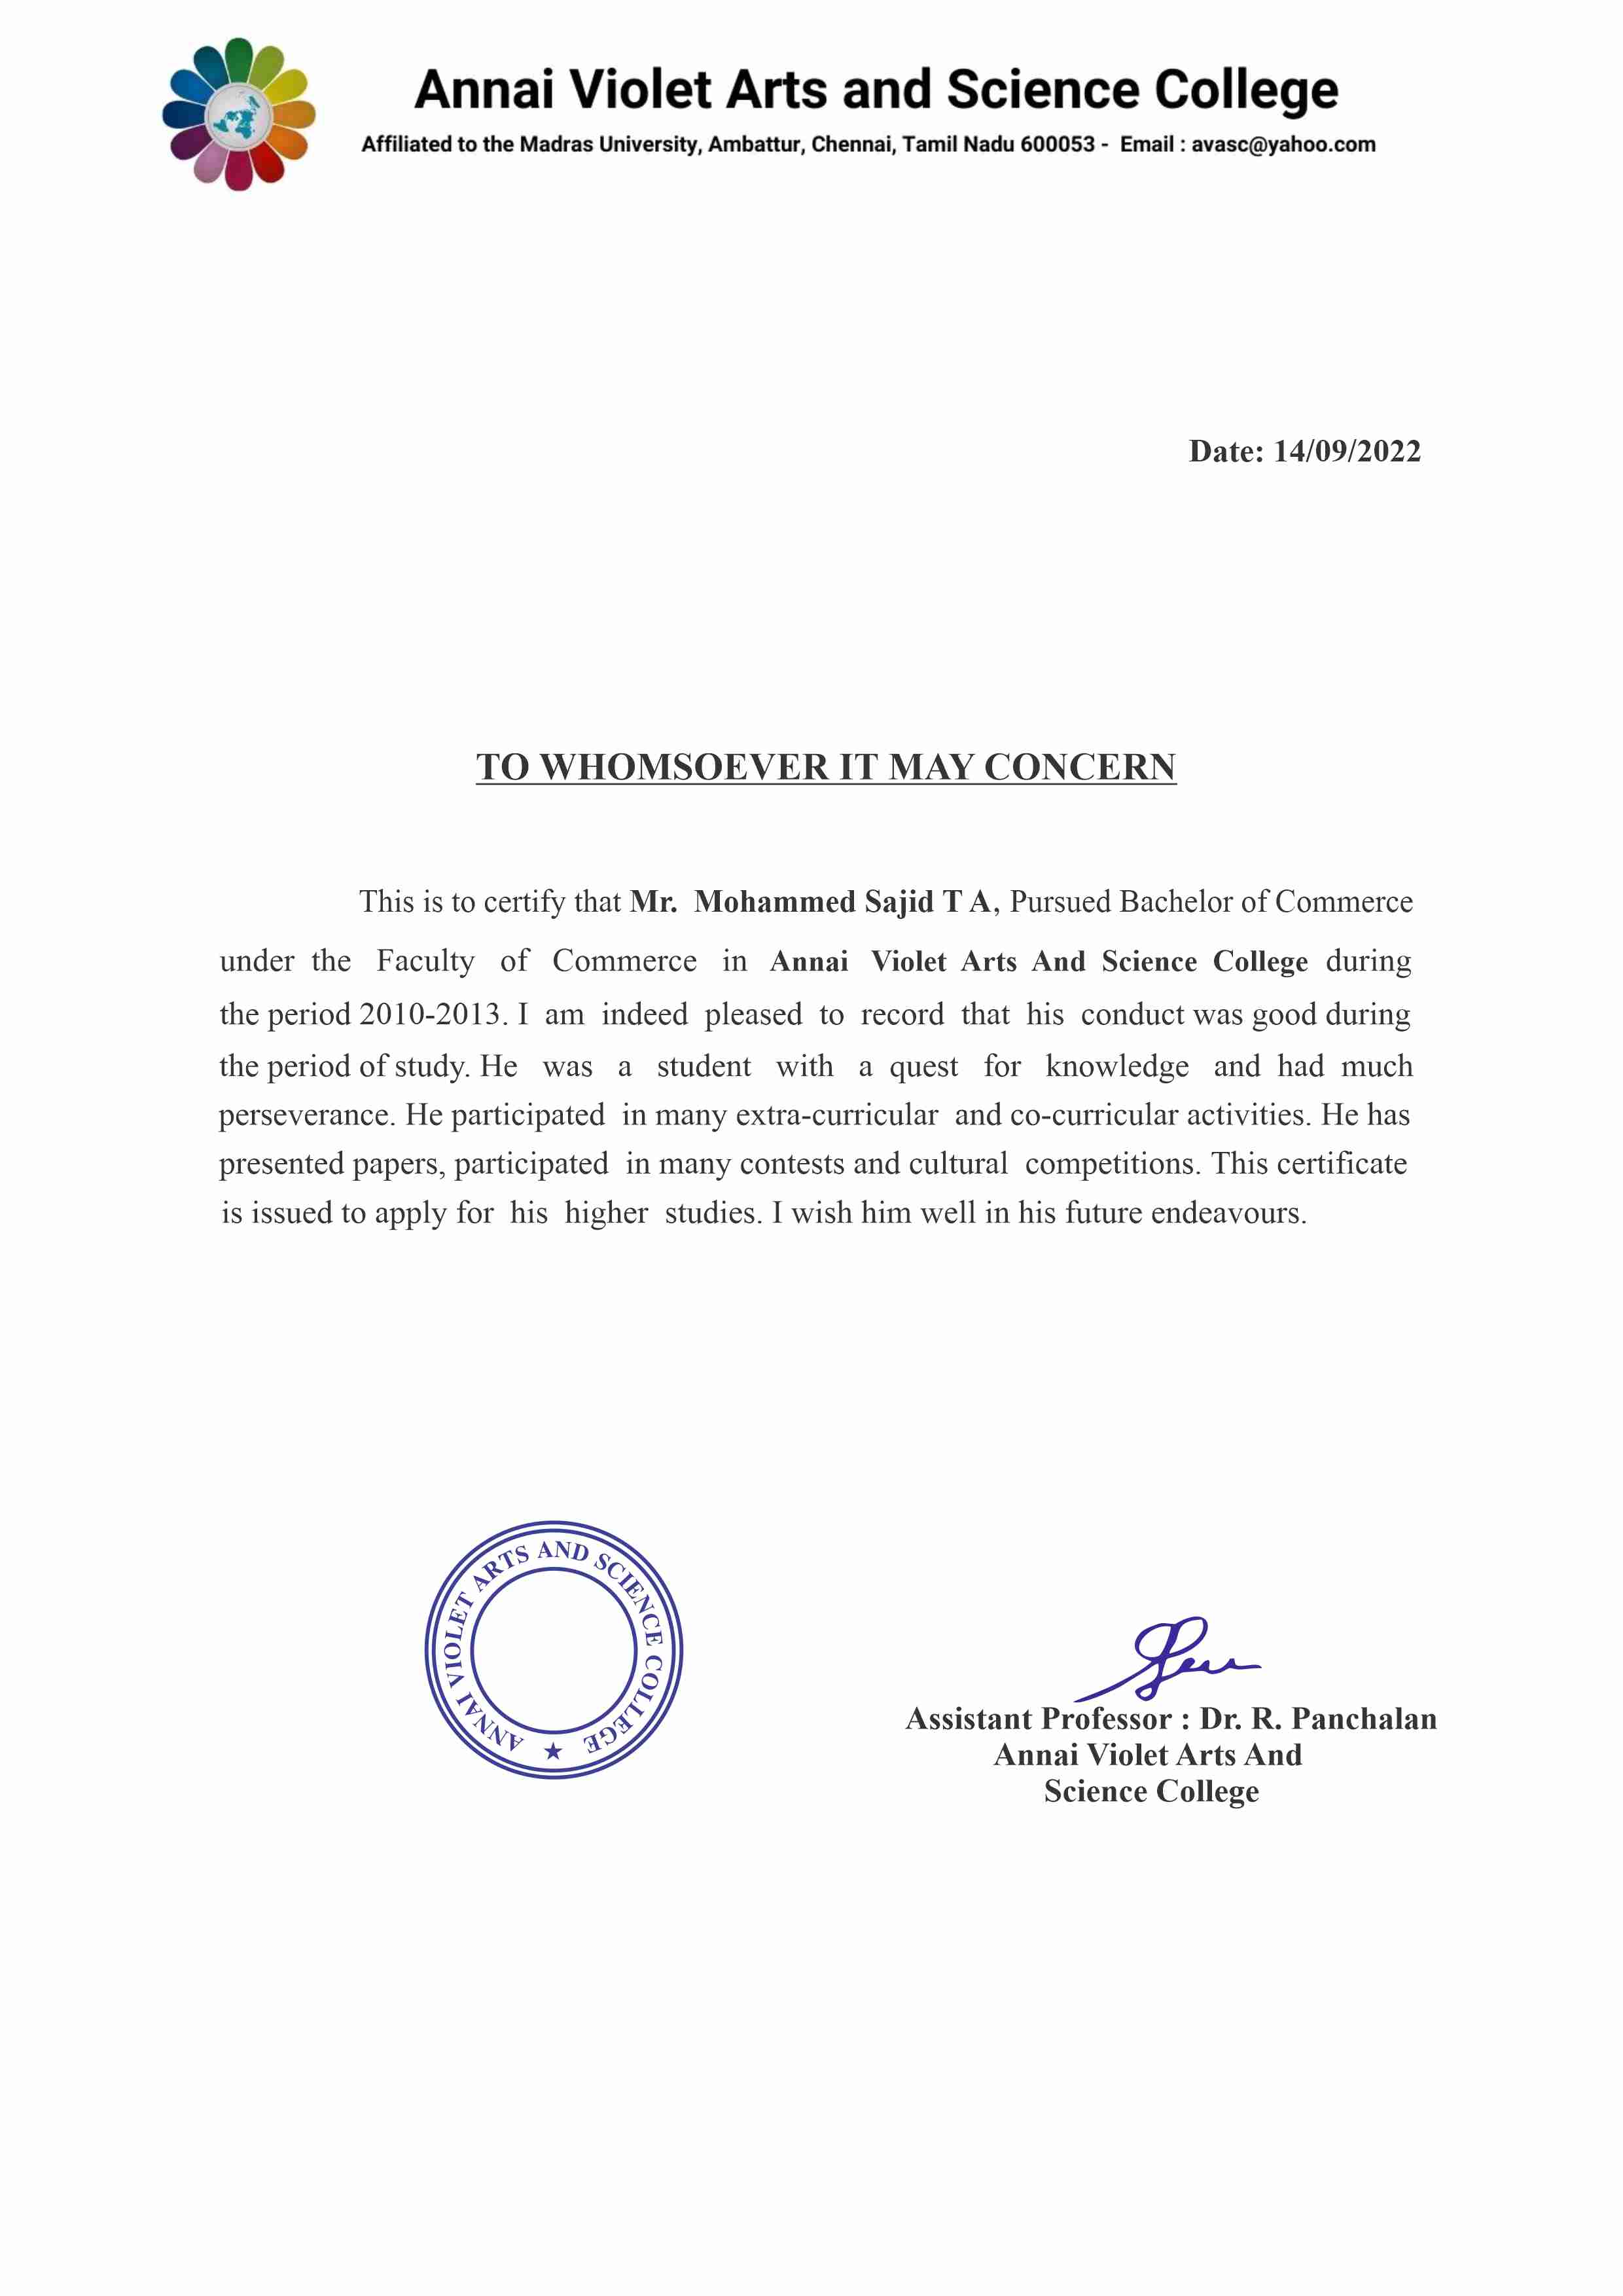 Annai Violet Arts and Science College
Affiliated to the Madras University, Ambattur, Chennai, Tamil Nadu 600053 - Email : avasc@yahoo.com
Date: 14/09/2022
TO WHOMSOEVER IT MAY CONCERN
This is to certify that Mr. Mohammed Sajid T A, Pursued Bachelor of Commerce
under the Faculty of Commerce in Annai Violet Arts And Science College during
the period 2010-2013. I am indeed pleased to record that his conduct was good during
the period of study. He was a student with a quest for knowledge and had much
perseverance. He participated in many extra-curricular and co-curricular activities. He has
presented papers, participated in many contests and cultural competitions. This certificate
is issued to apply for his higher studies. I wish him well in his future endeavours.
ANNAI VIOLET ARTS AND SCIENCE COLLEGE ★
Assistant Professor : Dr. R. Panchalan
Annai Violet Arts And
Science College